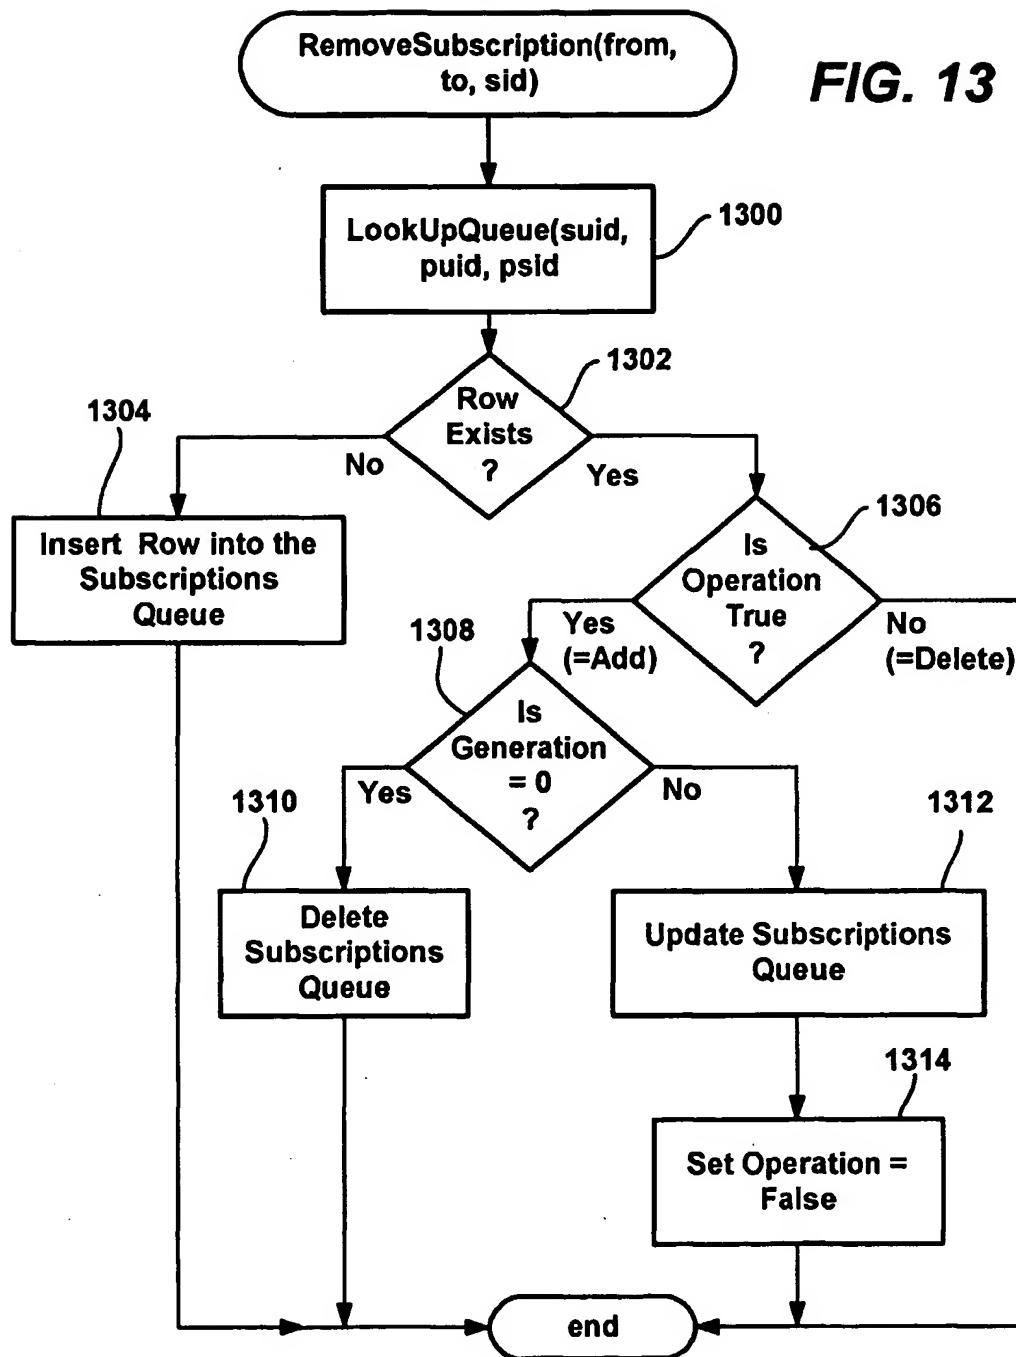 RemoveSubscription(from,
to, sid)
FIG. 13
1300
LookUpQueue(suid,
puid, psid
1302
Row
Exists
?
No
Yes
1304
Insert Row into the
Subscriptions
Queue
1306
Is
Operation
True
?
Yes
(=Add)
No
(=Delete)
1308
Is
Generation
= 0
?
Yes
No
1310
Delete
Subscriptions
Queue
1312
Update Subscriptions
Queue
1314
Set Operation =
False
end